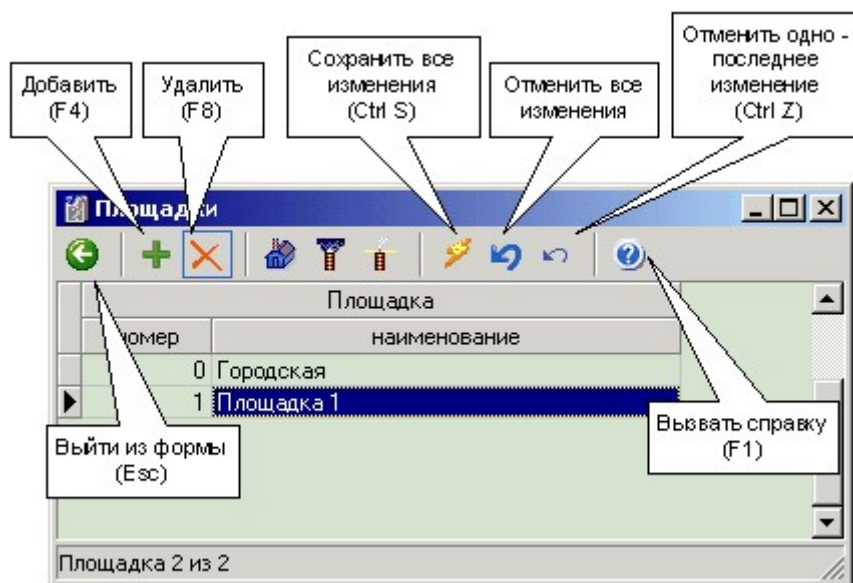 Добавить
(F4)
Удалить
(F8)
Сохранить все
изменения
(Ctrl S)
Отменить все
изменения
Отменить одно -
последнее
изменение
(Ctrl Z)
Площадки
Площадка
номер наименование
0 Городская
1 Площадка 1
Выйти из формы
(Esc)
Вызвать справку
(F1)
Площадка 2 из 2